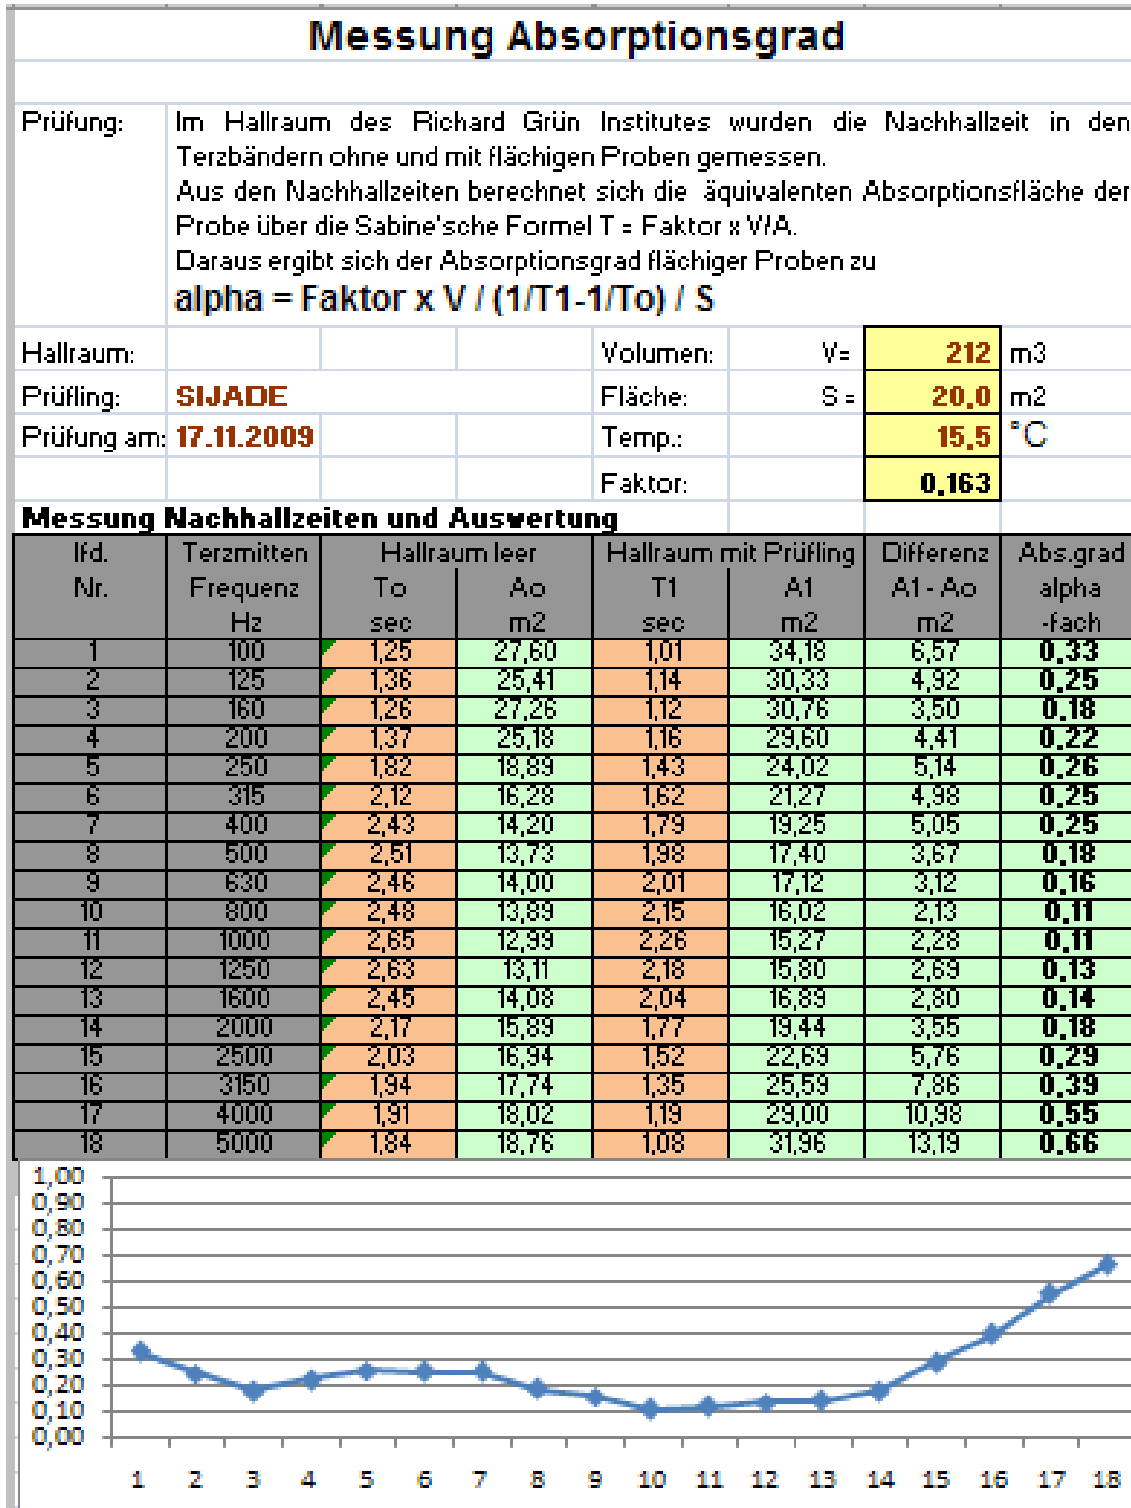 Messung Absorptionsgrad
Prüfung: Im Hallraum des Richard Grün Institutes wurden die Nachhallzeit in den
Terzbändern ohne und mit flächigen Proben gemessen.
Aus den Nachhallzeiten berechnet sich die äquivalenten Absorptionsfläche der
Probe über die Sabine'sche Formel T = Faktor x V/A.
Daraus ergibt sich der Absorptionsgrad flächiger Proben zu
alpha = Faktor x V / (1/T1-1/To) / S
Hallraum: Volumen: V= 212 m3
Prüfling: SIJADE Fläche: S = 20,0 m2
Prüfung am: 17.11.2009 Temp.: 15,5 °C
Faktor: 0,163
Messung Nachhallzeiten und Auswertung
lfd. Terzmitten Hallraum leer Hallraum mit Prüfling Differenz Abs.grad
Nr. Frequenz To Ao T1 A1 A1 - Ao alpha
Hz sec m2 sec m2 m2 -fach
1 100 1,25 27,60 1,01 34,18 6,57 0,33
2 125 1,36 25,41 1,14 30,33 4,92 0,25
3 160 1,26 27,26 1,12 30,76 3,50 0,18
4 200 1,37 25,18 1,16 29,60 4,41 0,22
5 250 1,82 18,89 1,43 24,02 5,14 0,26
6 315 2,12 16,28 1,62 21,27 4,98 0,25
7 400 2,43 14,20 1,79 19,25 5,05 0,25
8 500 2,51 13,73 1,98 17,40 3,67 0,18
9 630 2,46 14,00 2,01 17,12 3,12 0,16
10 800 2,48 13,89 2,15 16,02 2,13 0,11
11 1000 2,65 12,99 2,26 15,27 2,28 0,11
12 1250 2,63 13,11 2,18 15,80 2,69 0,13
13 1600 2,45 14,08 2,04 16,89 2,80 0,14
14 2000 2,17 15,89 1,77 19,44 3,55 0,18
15 2500 2,03 16,94 1,52 22,69 5,76 0,29
16 3150 1,94 17,74 1,35 25,59 7,86 0,39
17 4000 1,91 18,02 1,19 29,00 10,98 0,55
18 5000 1,84 18,76 1,08 31,96 13,19 0,66
1,00
0,90
0,80
0,70
0,60
0,50
0,40
0,30
0,20
0,10
0,00
1 2 3 4 5 6 7 8 9 10 11 12 13 14 15 16 17 18